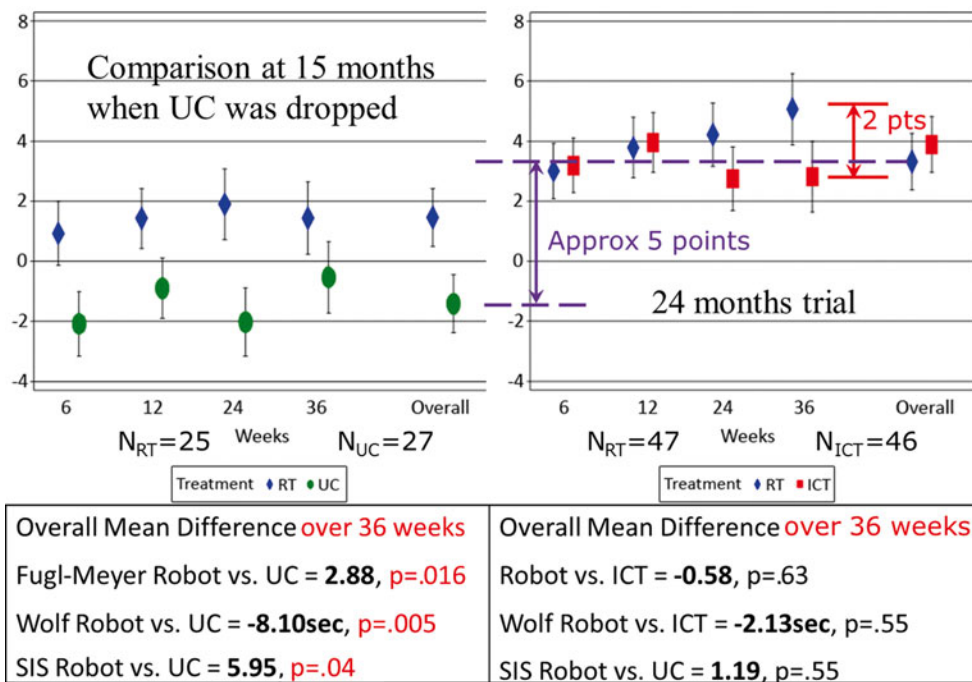 8
6
4
2
0
-2
-4
Comparison at 15 months
when UC was dropped
6
12
24
36
Overall
Weeks
N_RT=25
N_UC=27
Treatment RT UC
8
6
4
2
0
-2
-4
2 pts
Approx 5 points
24 months trial
6
12
24
36
Overall
Weeks
N_RT=47
N_ICT=46
Treatment RT ICT
Overall Mean Difference over 36 weeks
Fugl-Meyer Robot vs. UC = 2.88, p=.016
Wolf Robot vs. UC = -8.10sec, p=.005
SIS Robot vs. UC = 5.95, p=.04
Overall Mean Difference over 36 weeks
Robot vs. ICT = -0.58, p=.63
Wolf Robot vs. ICT = -2.13sec, p=.55
SIS Robot vs. UC = 1.19, p=.55